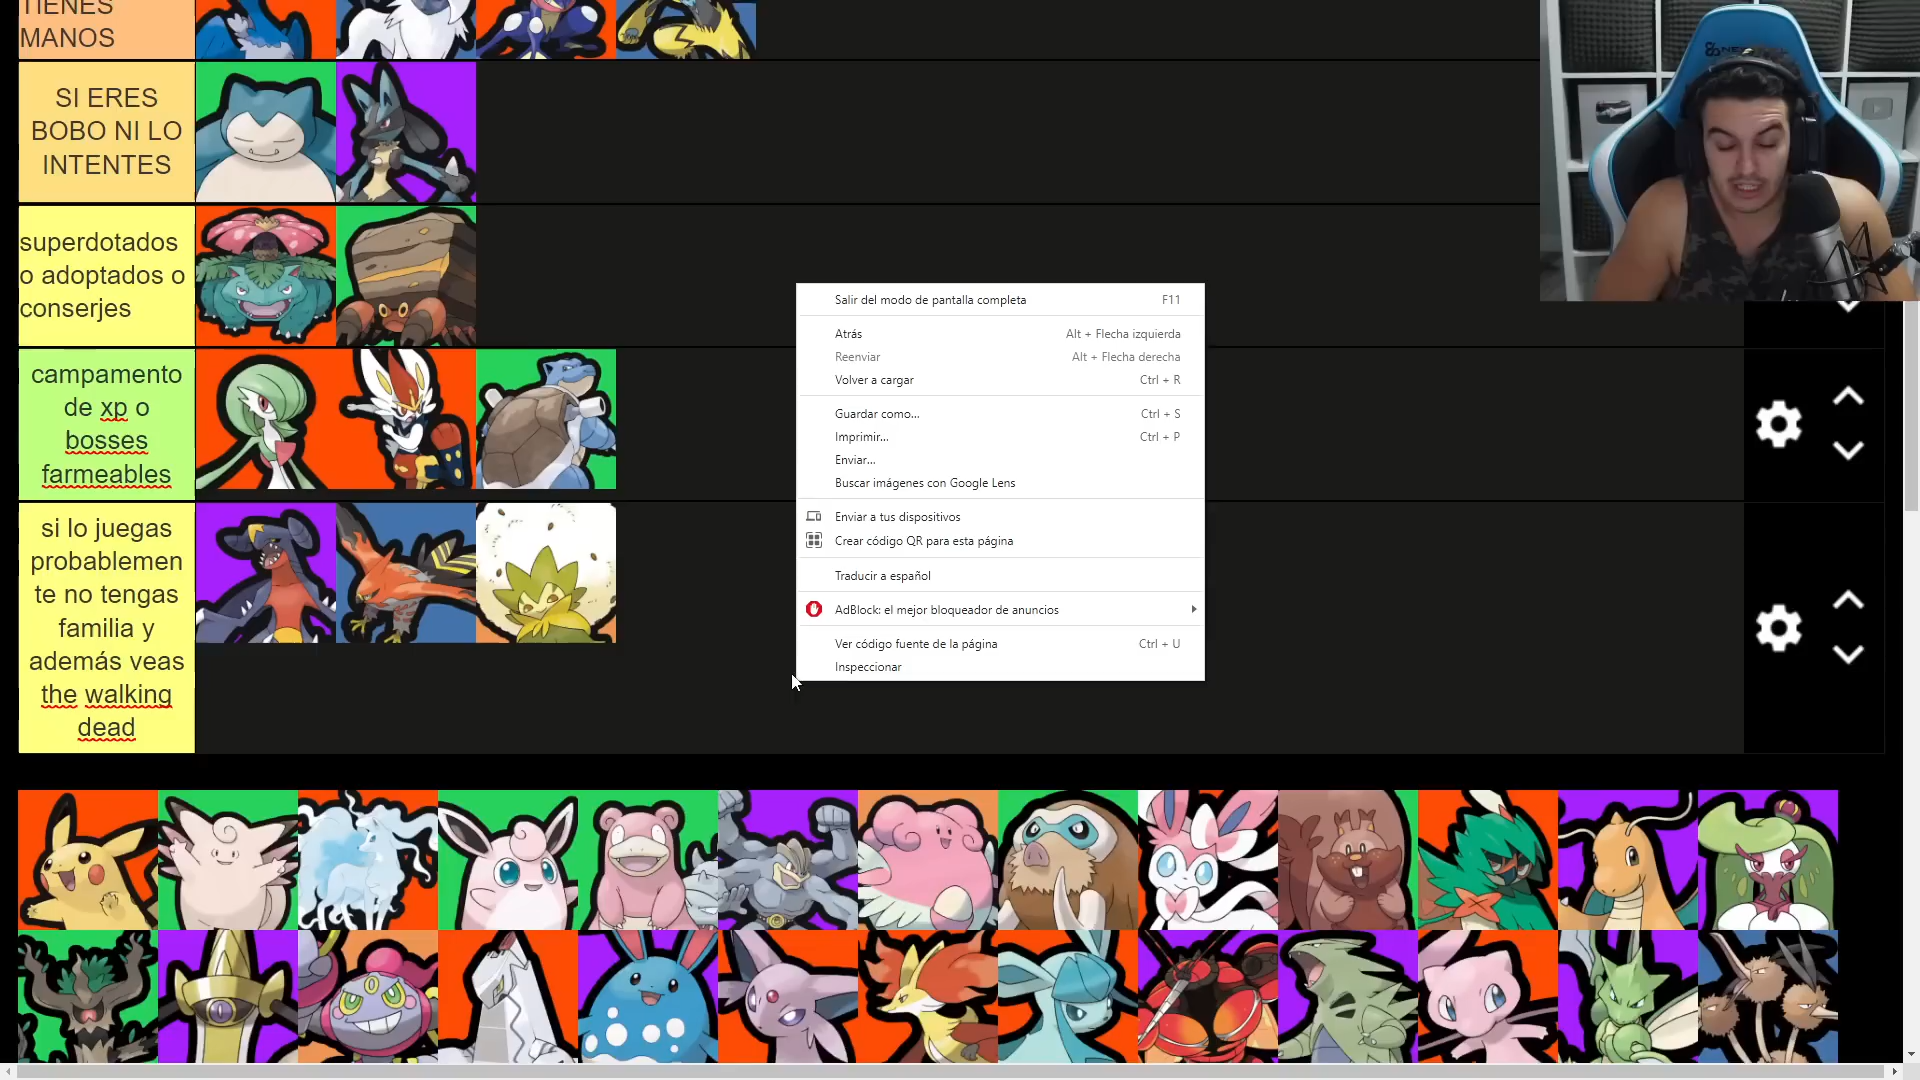 TIENES
MANOS
SI ERES
BOBO NI LO
INTENTES
superdotados
o adoptados o
conserjes
campamento
de xp o
bosses
farmeables
si lo juegas
probablemen
te no tengas
familia y
además veas
the walking
dead
Salir del modo de pantalla completa F11
Atrás Alt + Flecha izquierda
Reenviar Alt + Flecha derecha
Volver a cargar Ctrl + R
Guardar como... Ctrl + S
Imprimir... Ctrl + P
Enviar...
Buscar imágenes con Google Lens
Enviar a tus dispositivos
Crear código QR para esta página
Traducir a español
AdBlock: el mejor bloqueador de anuncios
Ver código fuente de la página Ctrl + U
Inspeccionar